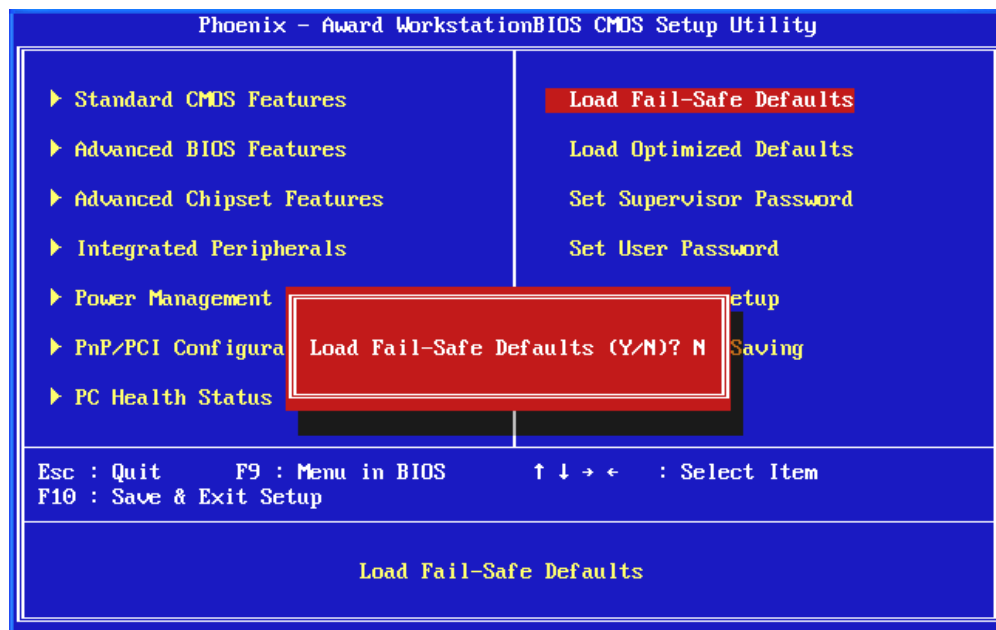 Phoenix - Award WorkstationBIOS CMOS Setup Utility
Standard CMOS Features
Advanced BIOS Features
Advanced Chipset Features
Integrated Peripherals
Power Management
PnP/PCI Configura
PC Health Status
Load Fail-Safe Defaults
Load Optimized Defaults
Set Supervisor Password
Set User Password
etup
Saving
Load Fail-Safe Defaults (Y/N)? N
Esc : Quit F9 : Menu in BIOS ↑ ↓ → ← : Select Item
F10 : Save & Exit Setup
Load Fail-Safe Defaults